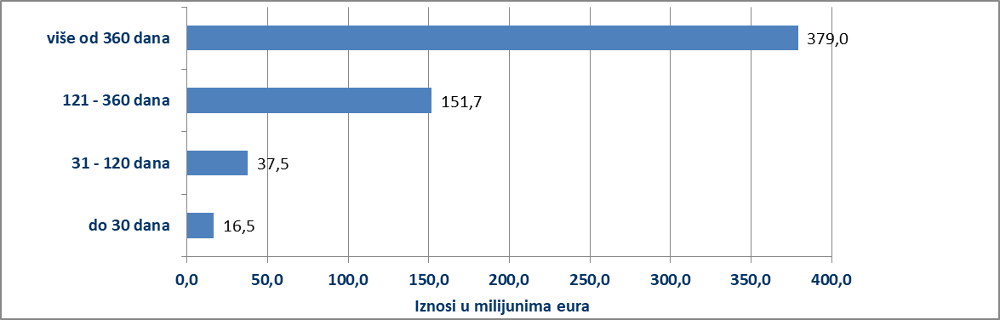 više od 360 dana 379,0
121 - 360 dana 151,7
31 - 120 dana 37,5
do 30 dana 16,5
0,0 50,0 100,0 150,0 200,0 250,0 300,0 350,0 400,0
Iznosi u milijunima eura